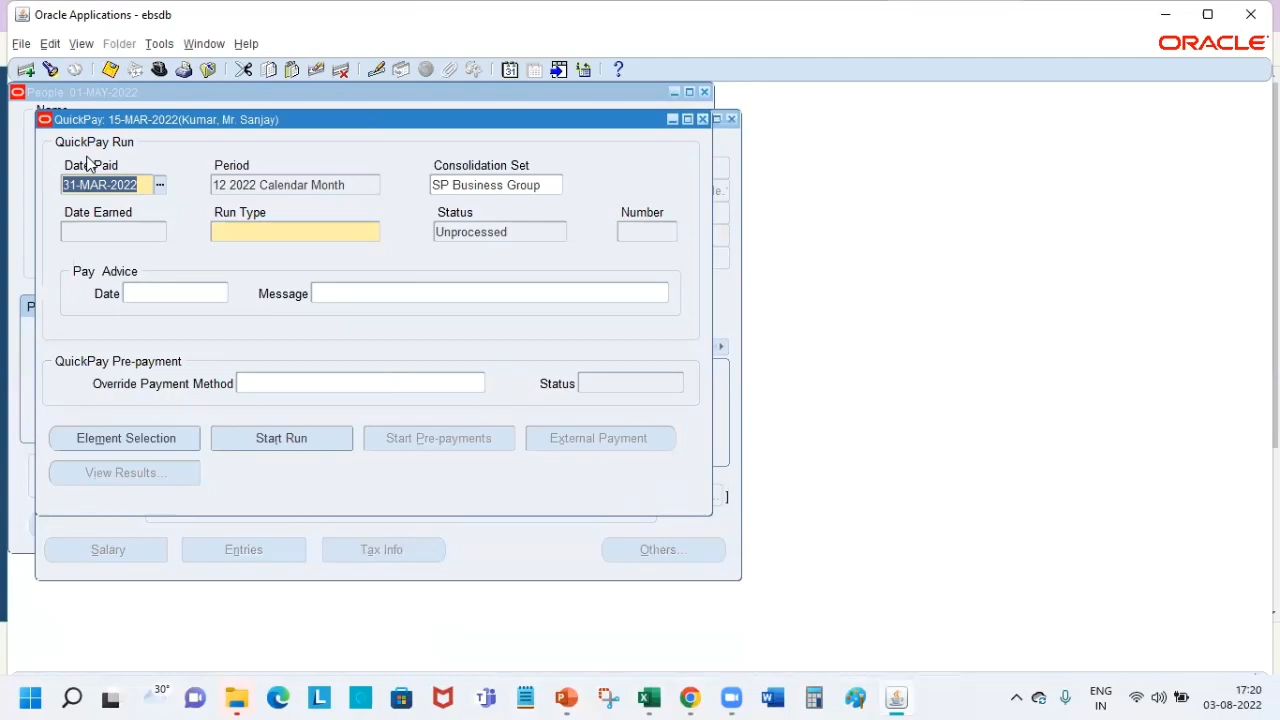 Oracle Applications - ebsdb
File Edit View Folder Tools Window Help
ORACLE
People: 01-MAY-2022
QuickPay: 15-MAR-2022(Kumar, Mr. Sanjay)
QuickPay Run
Date Paid Period Consolidation Set
31-MAR-2022 12 2022 Calendar Month SP Business Group
Date Earned Run Type Status Number
Unprocessed
Pay Advice
Date Message
QuickPay Pre-payment
Override Payment Method Status
Element Selection Start Run Start Pre-payments External Payment
View Results...
Salary Entries Tax Info Others...
30°
ENG
IN
17:20
03-08-2022